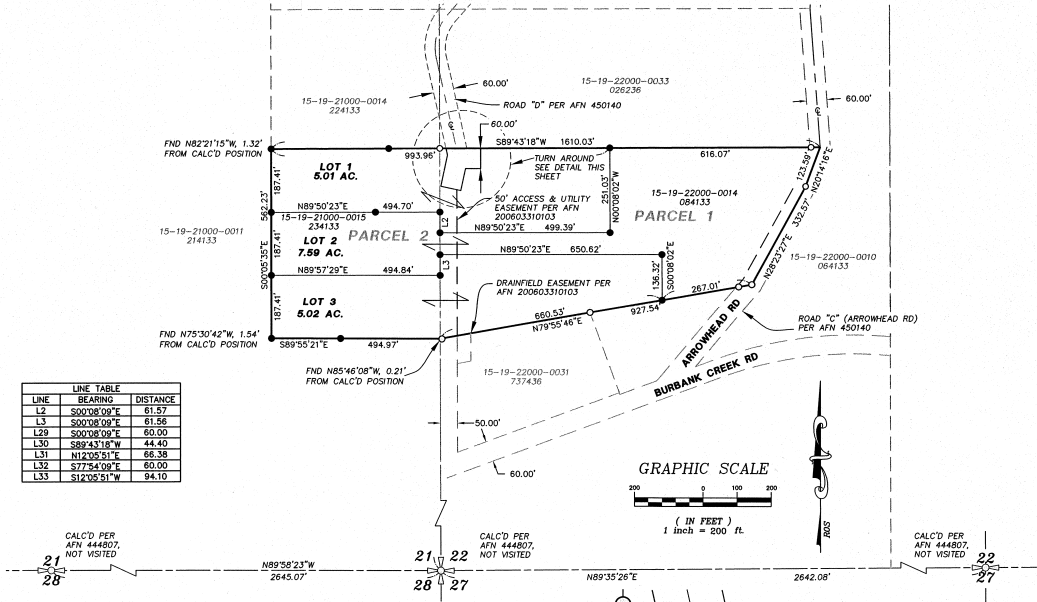 60.00'
15-19-22000-0033
026236
15-19-21000-0014
224133
ROAD "D" PER AFN 450140
60.00'
℄
℄
60.00'
FND N82°21'15"W, 1.32'
FROM CALC'D POSITION
S89°43'18"W 1610.03'
993.96'
616.07'
TURN AROUND
SEE DETAIL THIS
SHEET
LOT 1
5.01 AC.
187.41'
562.23'
123.59'
N20°14'16"E
251.03'
N00°08'02"W
15-19-22000-0014
084133
PARCEL 1
50' ACCESS & UTILITY
EASEMENT PER AFN
200603310103
N89°50'23"E 494.70'
15-19-21000-0015
234133
L2
N89°50'23"E 499.39'
15-19-21000-0011
214133
LOT 2
7.59 AC.
PARCEL 2
187.41'
S00°05'35"E
N89°50'23"E 650.62'
332.57'
N28°23'27"E
15-19-22000-0010
064133
L3
N89°57'29"E 494.84'
136.32'
S00°08'02"E
DRAINFIELD EASEMENT PER
AFN 200603310103
267.01'
927.54'
LOT 3
5.02 AC.
187.41'
660.53'
N79°55'46"E
ROAD "C" (ARROWHEAD RD)
PER AFN 450140
ARROWHEAD RD
FND N75°30'42"W, 1.54'
FROM CALC'D POSITION
S89°55'21"E 494.97'
FND N85°46'08"W, 0.21'
FROM CALC'D POSITION
15-19-22000-0031
737436
BURBANK CREEK RD
LINE TABLE
LINE BEARING DISTANCE
L2 S00°08'09"E 61.57
L3 S00°08'09"E 61.56
L29 S00°08'09"E 60.00
L30 S89°43'18"W 44.40
L31 N12°05'51"E 66.38
L32 S77°54'09"E 60.00
L33 S12°05'51"W 94.10
50.00'
60.00'
GRAPHIC SCALE
200 0 100 200
( IN FEET )
1 inch = 200 ft.
ROS
CALC'D PER
AFN 444807,
NOT VISITED
CALC'D PER
AFN 444807,
NOT VISITED
CALC'D PER
AFN 444807,
NOT VISITED
21
28
N89°58'23"W
2645.07'
21 22
28 27
N89°35'26"E
2642.08'
22
27